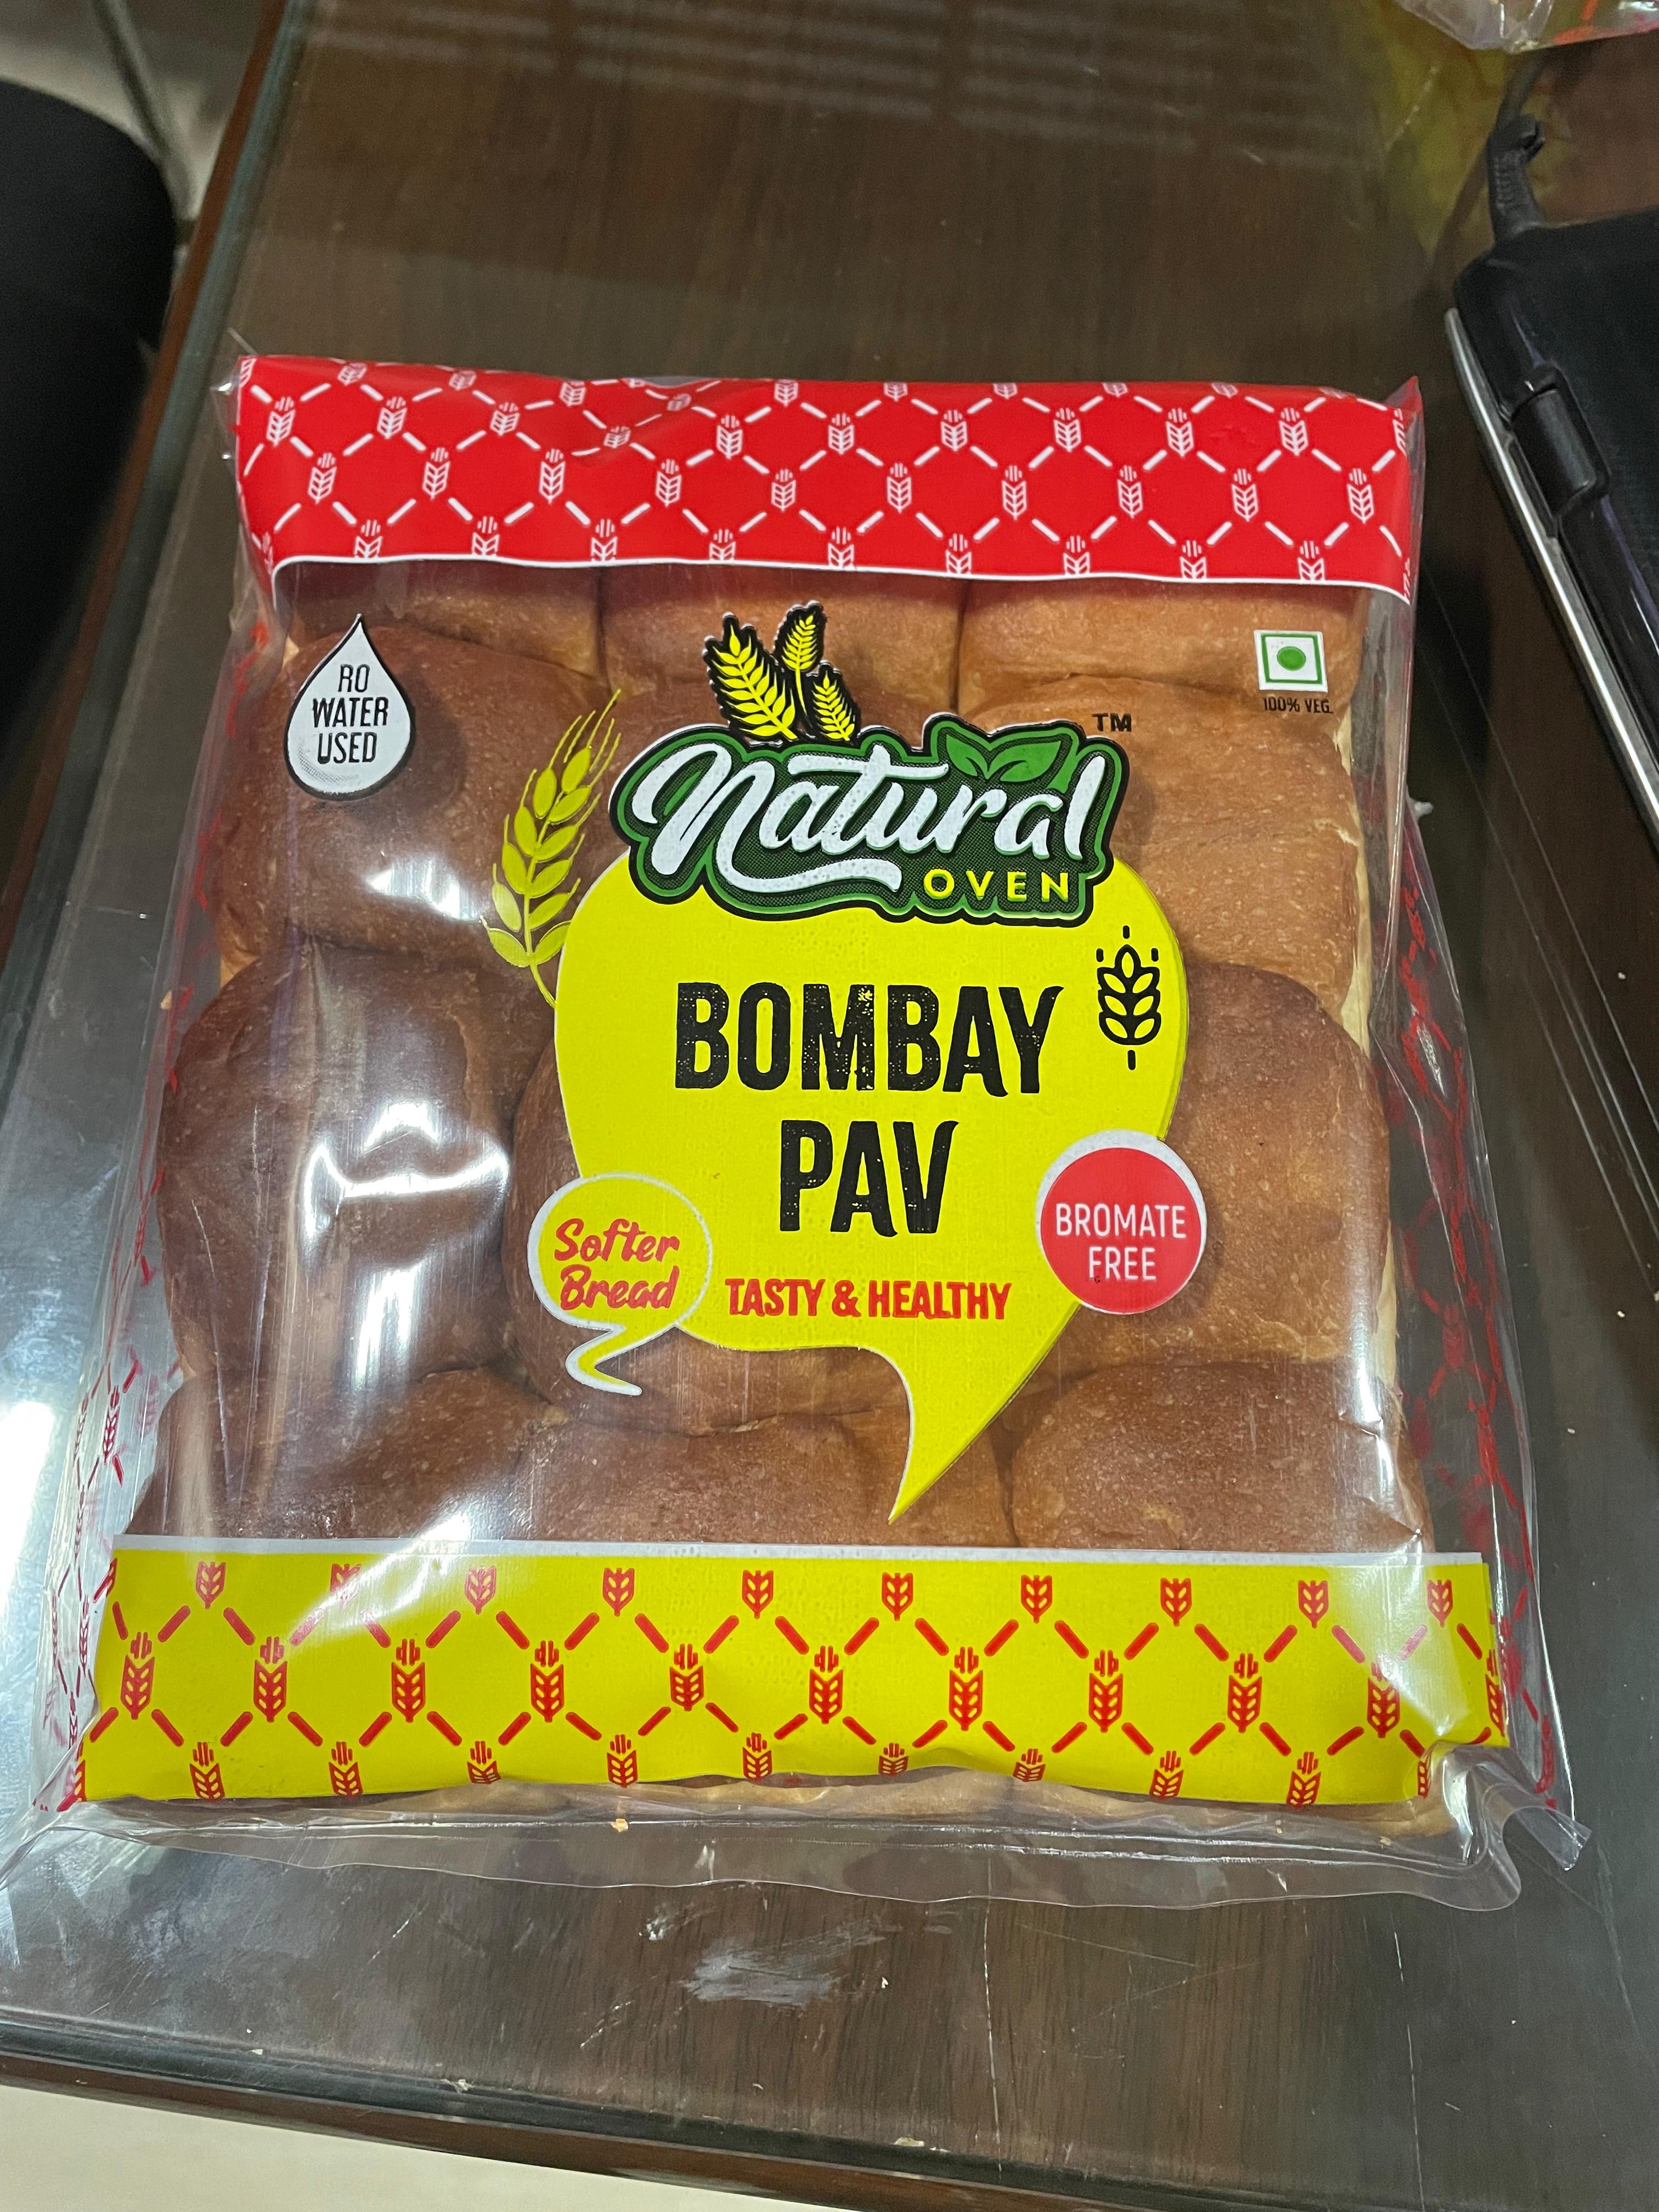 RO
WATER
USED
100% VEG.
Natural TM
OVEN
BOMBAY
PAV
Softer
Bread
TASTY & HEALTHY
BROMATE
FREE